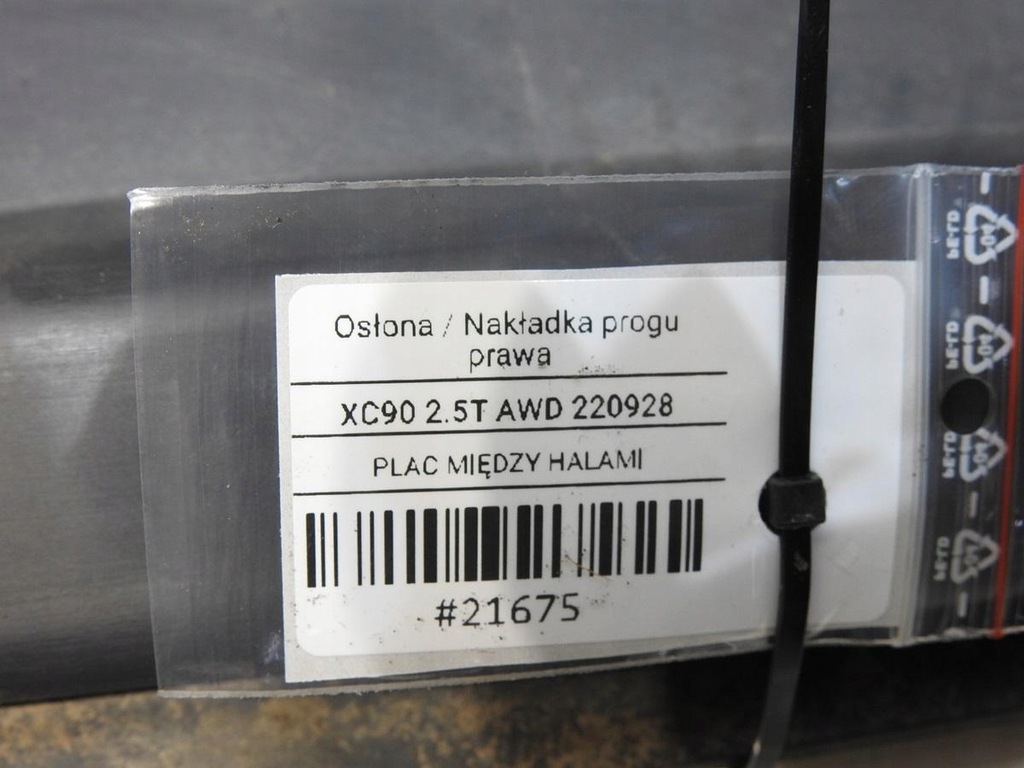 Osłona / Nakładka progu
prawa
XC90 2.5T AWD 220928
PLAC MIĘDZY HALAMI
#21675